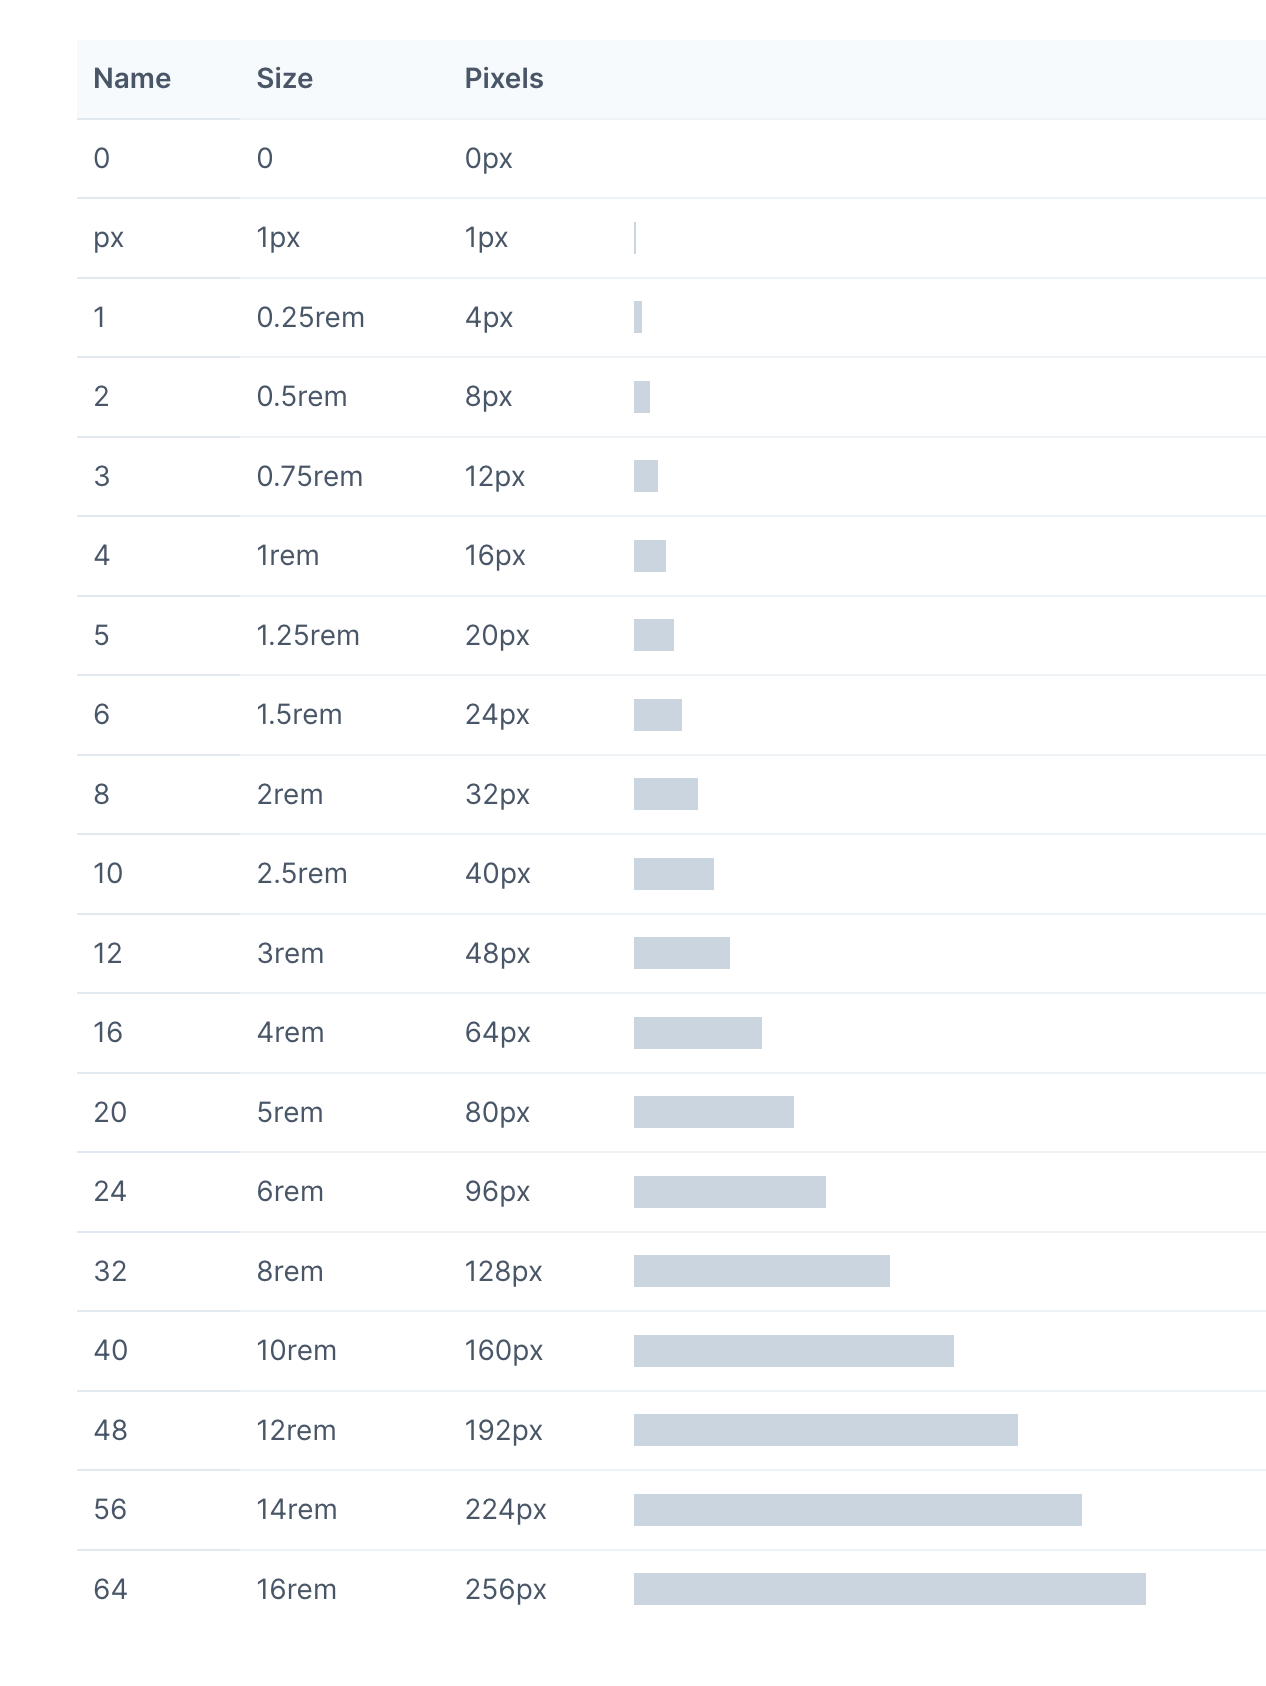 Name Size Pixels
0 0 0px
px 1px 1px
1 0.25rem 4px
2 0.5rem 8px
3 0.75rem 12px
4 1rem 16px
5 1.25rem 20px
6 1.5rem 24px
8 2rem 32px
10 2.5rem 40px
12 3rem 48px
16 4rem 64px
20 5rem 80px
24 6rem 96px
32 8rem 128px
40 10rem 160px
48 12rem 192px
56 14rem 224px
64 16rem 256px